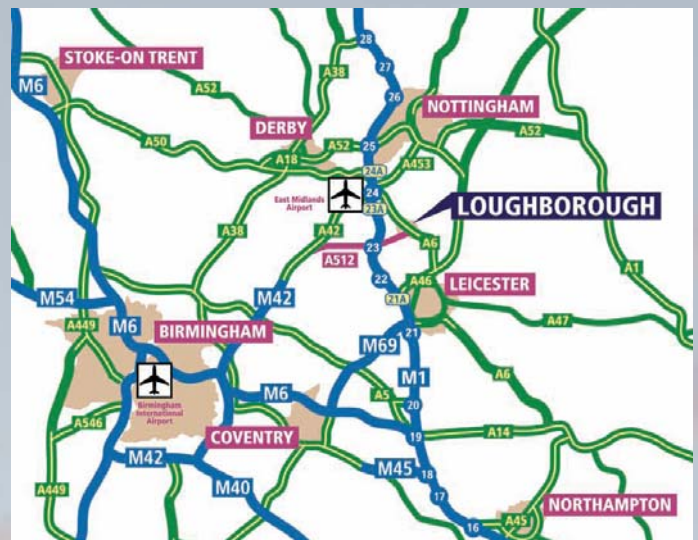 28
STOKE-ON TRENT
27
A38
M6
A52
26
NOTTINGHAM
DERBY
A52
A52
25
A50
A18
A453
24A
24
East Midlands
Airport
23A
LOUGHBOROUGH
A38
A42
A6
23
A512
A1
22
A46
LEICESTER
M54
M42
21A
A449
M6
BIRMINGHAM
21
A47
M69
M1
A6
M6
A5
20
Birmingham
International
Airport
A546
COVENTRY
19
A14
M42
M45
18
A449
M40
17
NORTHAMPTON
16
A45